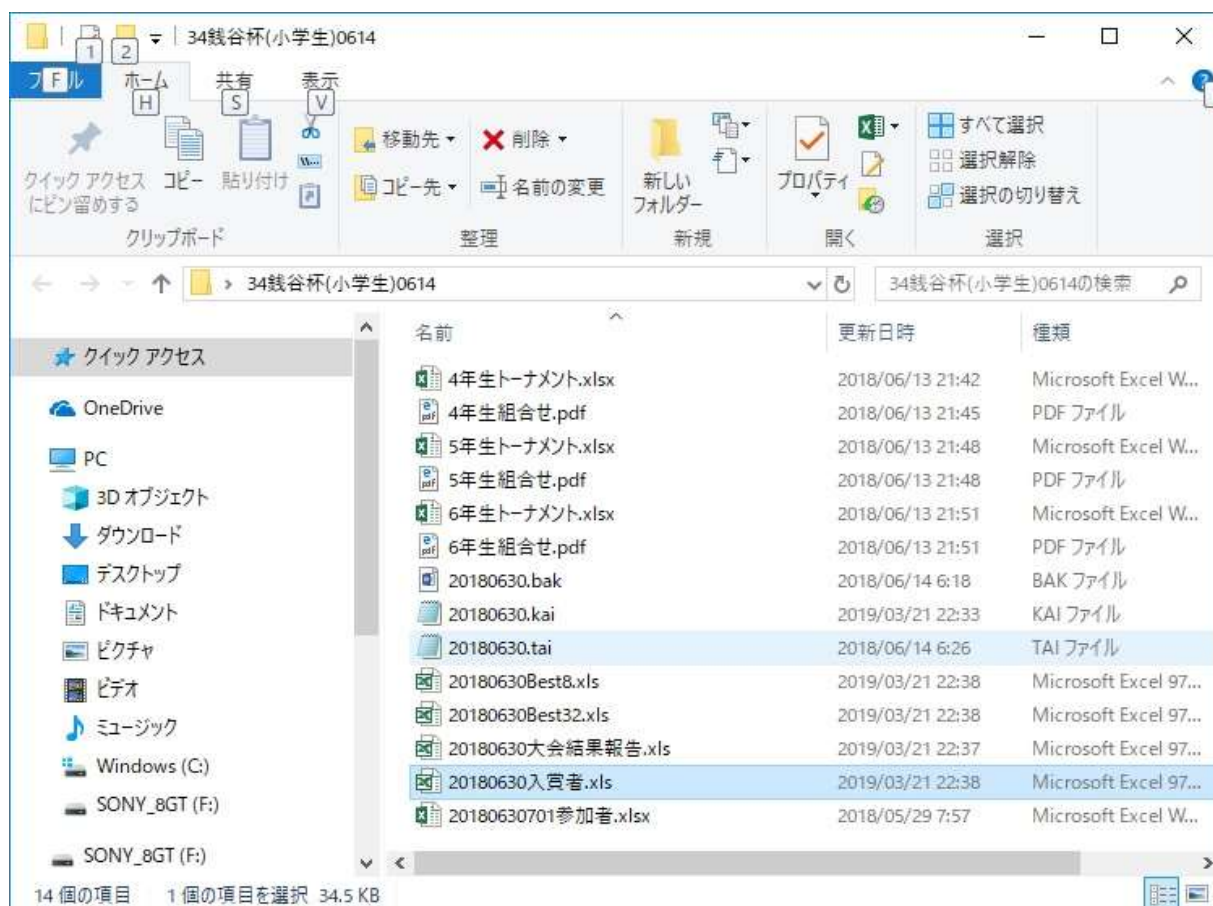 34銭谷杯(小学生)0614
1 2
ファイル ホーム 共有 表示
F H S V
クイック アクセス
にピン留めする
コピー
貼り付け
移動先
コピー先
削除
名前の変更
新しい
フォルダー
プロパティ
すべて選択
選択解除
選択の切り替え
クリップボード 整理 新規 開く 選択
34銭谷杯(小学生)0614
34銭谷杯(小学生)0614の検索
クイック アクセス
OneDrive
PC
3D オブジェクト
ダウンロード
デスクトップ
ドキュメント
ピクチャ
ビデオ
ミュージック
Windows (C:)
SONY_8GT (F:)
SONY_8GT (F:)
名前 更新日時 種類
4年生トーナメント.xlsx 2018/06/13 21:42 Microsoft Excel W...
4年生組合せ.pdf 2018/06/13 21:45 PDF ファイル
5年生トーナメント.xlsx 2018/06/13 21:48 Microsoft Excel W...
5年生組合せ.pdf 2018/06/13 21:48 PDF ファイル
6年生トーナメント.xlsx 2018/06/13 21:51 Microsoft Excel W...
6年生組合せ.pdf 2018/06/13 21:51 PDF ファイル
20180630.bak 2018/06/14 6:18 BAK ファイル
20180630.kai 2019/03/21 22:33 KAI ファイル
20180630.tai 2018/06/14 6:26 TAI ファイル
20180630Best8.xls 2019/03/21 22:38 Microsoft Excel 97...
20180630Best32.xls 2019/03/21 22:38 Microsoft Excel 97...
20180630大会結果報告.xls 2019/03/21 22:37 Microsoft Excel 97...
20180630入賞者.xls 2019/03/21 22:38 Microsoft Excel 97...
20180630701参加者.xlsx 2018/05/29 7:57 Microsoft Excel W...
14 個の項目 1 個の項目を選択 34.5 KB